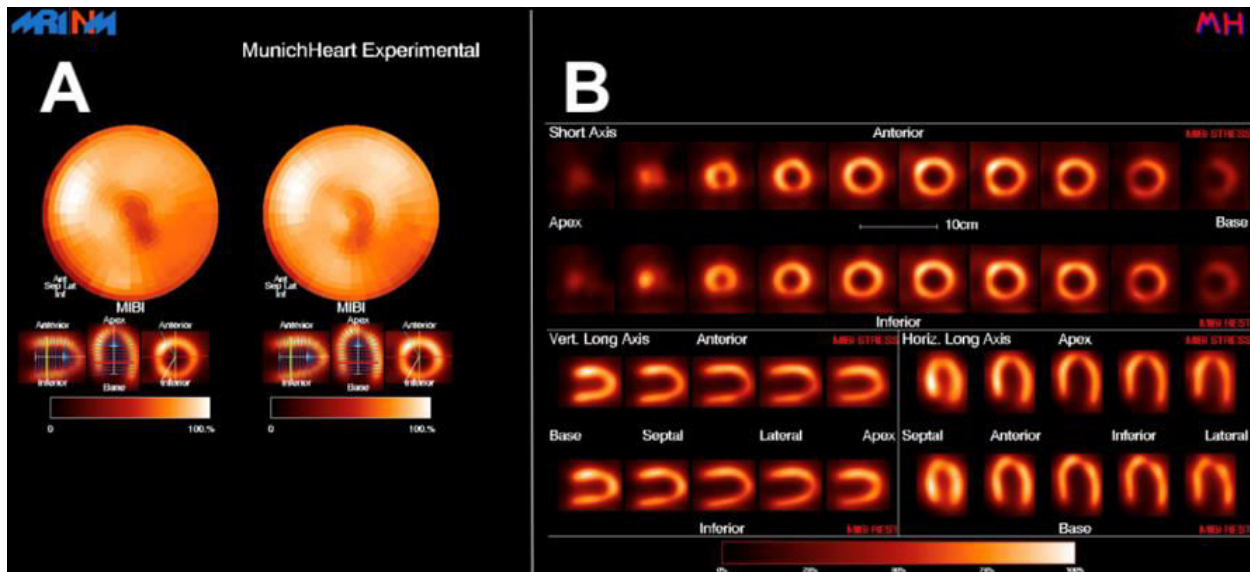 MRI NM
MunichHeart Experimental
A
Ant
Sep Lat
Inf
MIBI
Anterior
Apex
Anterior
Inferior
Base
Inferior
0
100.%
Ant
Sep Lat
Inf
MIBI
Anterior
Apex
Anterior
Inferior
Base
Inferior
0
100.%
MH
B
Short Axis
Anterior
MIBI STRESS
Apex
10cm
Base
Inferior
MIBI REST
Vert. Long Axis
Anterior
MIBI STRESS
Base
Septal
Lateral
Apex
Inferior
MIBI REST
Horiz. Long Axis
Apex
MIBI STRESS
Septal
Anterior
Inferior
Lateral
Base
MIBI REST
0%
100%